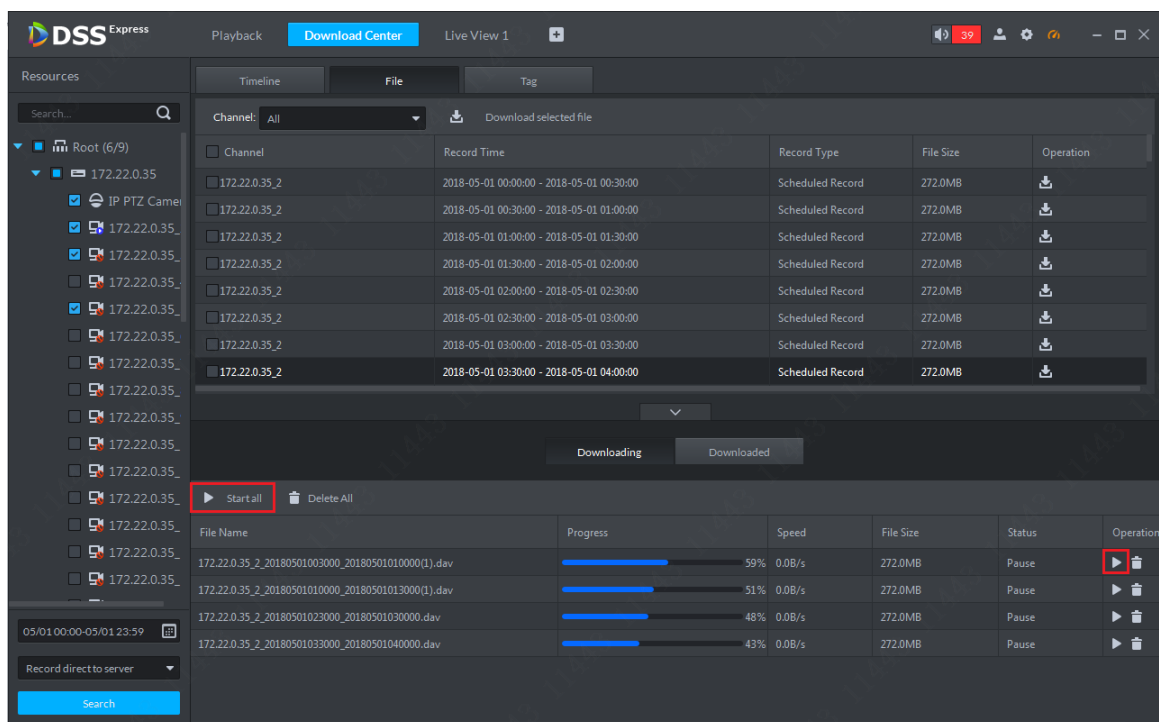 DSS Express
Playback
Download Center
Live View 1
39
Resources
Timeline
File
Tag
Search...
Channel:
All
Download selected file
Root (6/9)
172.22.0.35
IP PTZ Camer
172.22.0.35_
172.22.0.35_
172.22.0.35_
172.22.0.35_
172.22.0.35_
172.22.0.35_
172.22.0.35_
172.22.0.35_
172.22.0.35_
172.22.0.35_
172.22.0.35_
172.22.0.35_
172.22.0.35_
172.22.0.35_
Channel Record Time Record Type File Size Operation
172.22.0.35_2 2018-05-01 00:00:00 - 2018-05-01 00:30:00 Scheduled Record 272.0MB
172.22.0.35_2 2018-05-01 00:30:00 - 2018-05-01 01:00:00 Scheduled Record 272.0MB
172.22.0.35_2 2018-05-01 01:00:00 - 2018-05-01 01:30:00 Scheduled Record 272.0MB
172.22.0.35_2 2018-05-01 01:30:00 - 2018-05-01 02:00:00 Scheduled Record 272.0MB
172.22.0.35_2 2018-05-01 02:00:00 - 2018-05-01 02:30:00 Scheduled Record 272.0MB
172.22.0.35_2 2018-05-01 02:30:00 - 2018-05-01 03:00:00 Scheduled Record 272.0MB
172.22.0.35_2 2018-05-01 03:00:00 - 2018-05-01 03:30:00 Scheduled Record 272.0MB
172.22.0.35_2 2018-05-01 03:30:00 - 2018-05-01 04:00:00 Scheduled Record 272.0MB
Downloading
Downloaded
Start all
Delete All
File Name Progress Speed File Size Status Operation
172.22.0.35_2_20180501003000_20180501010000(1).dav 59% 0.0B/s 272.0MB Pause
172.22.0.35_2_20180501010000_20180501013000(1).dav 51% 0.0B/s 272.0MB Pause
172.22.0.35_2_20180501023000_20180501030000.dav 48% 0.0B/s 272.0MB Pause
172.22.0.35_2_20180501033000_20180501040000.dav 43% 0.0B/s 272.0MB Pause
05/01 00:00-05/01 23:59
Record direct to server
Search